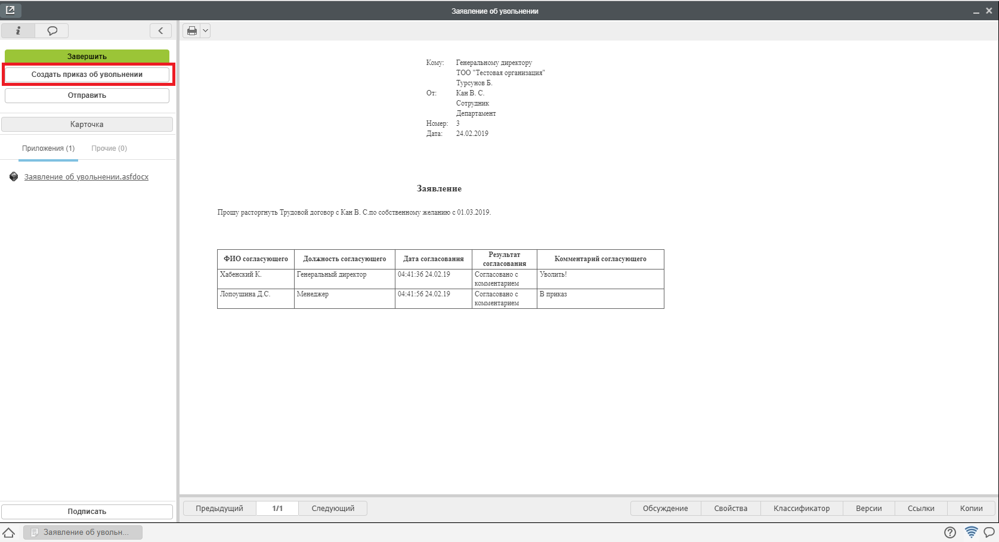 Заявление об увольнении
Завершить
Создать приказ об увольнении
Отправить
Карточка
Приложения (1) Прочие (0)
Заявление об увольнении.asfdocx
Подписать
Кому: Генеральному директору
ТОО "Тестовая организация"
Турсунов Б.
От: Кан В. С.
Сотрудник
Департамент
Номер: 3
Дата: 24.02.2019
Заявление
Прошу расторгнуть Трудовой договор с Кан В. С.по собственному желанию с 01.03.2019.
ФИО согласующего Должность согласующего Дата согласования Результат согласования Комментарий согласующего
Хабенский К. Генеральный директор 04:41:36 24.02.19 Согласовано с комментарием Уволить!
Лопоушина Д.С. Менеджер 04:41:56 24.02.19 Согласовано с комментарием В приказ
Предыдущий 1/1 Следующий Обсуждение Свойства Классификатор Версии Ссылки Копии
Заявление об увольн...